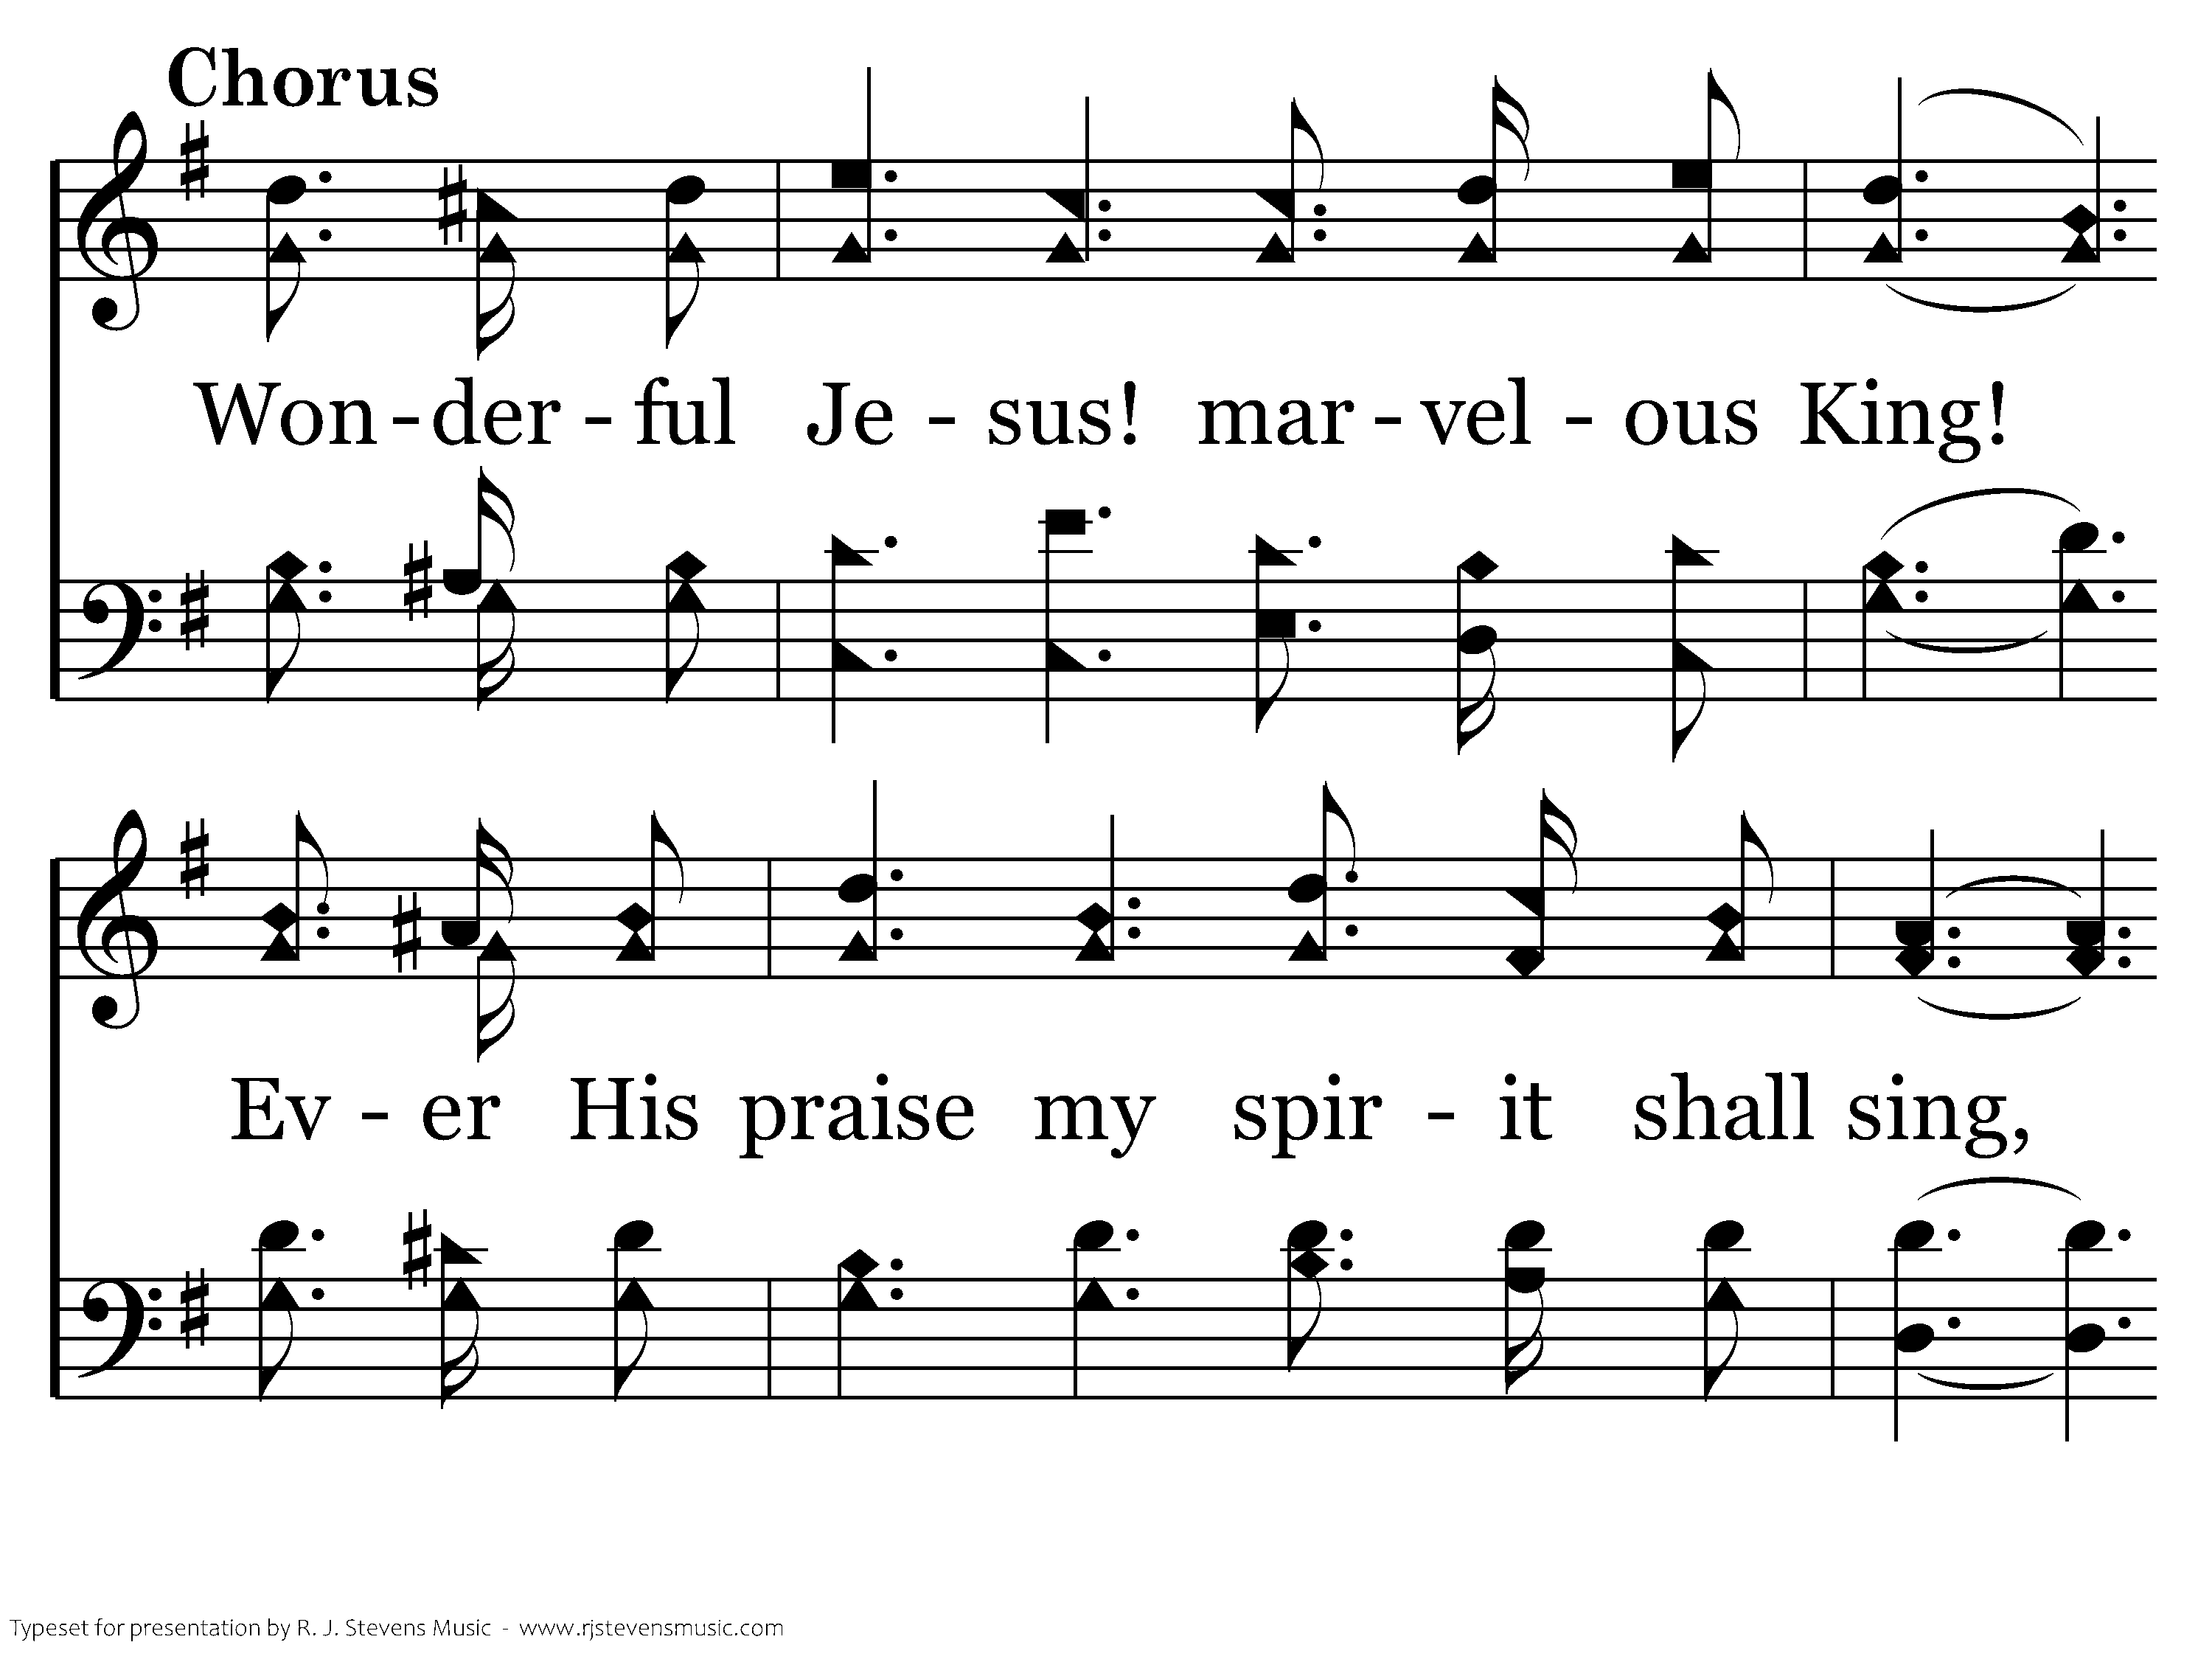 Chorus
Won - der - ful Je - sus! mar - vel - ous King!
Ev - er His praise my spir - it shall sing,
Typeset for presentation by R. J. Stevens Music - www.rjstevensmusic.com